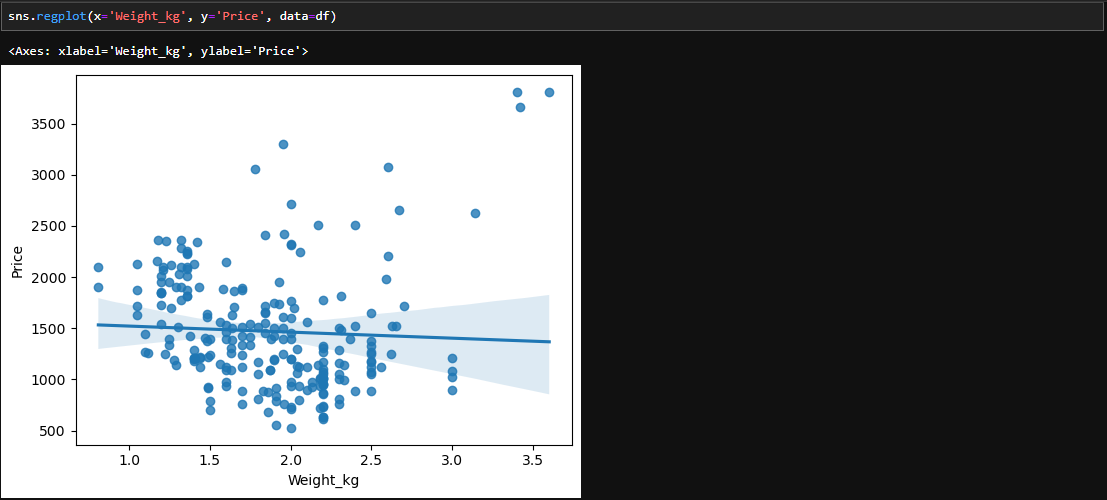 sns.regplot(x='Weight_kg', y='Price', data=df)
<Axes: xlabel='Weight_kg', ylabel='Price'>
3500
3000
2500
2000
1500
1000
500
Price
1.0 1.5 2.0 2.5 3.0 3.5
Weight_kg